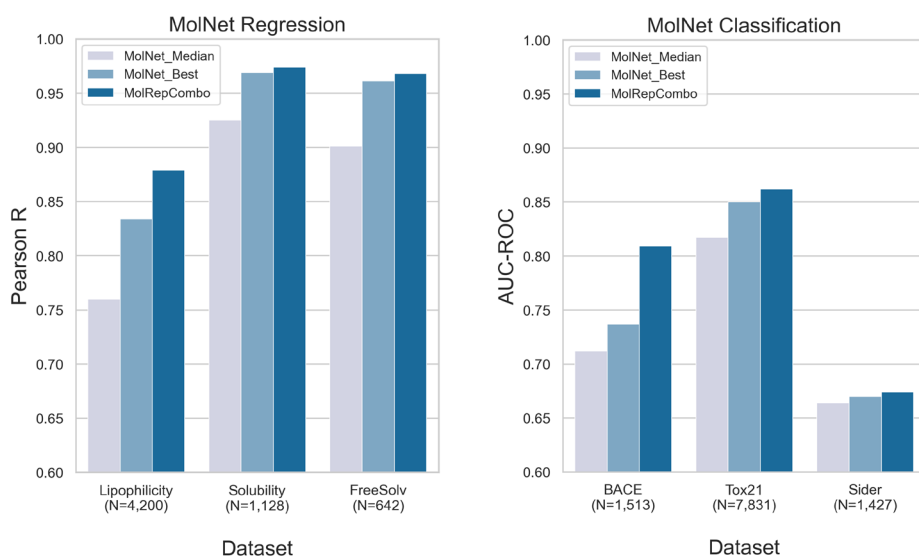 MolNet Regression
1.00
0.95
0.90
0.85
0.80
0.75
0.70
0.65
0.60
Pearson R
MolNet_Median
MolNet_Best
MolRepCombo
Lipophilicity
(N=4,200)
Solubility
(N=1,128)
FreeSolv
(N=642)
Dataset
MolNet Classification
1.00
0.95
0.90
0.85
0.80
0.75
0.70
0.65
0.60
AUC-ROC
MolNet_Median
MolNet_Best
MolRepCombo
BACE
(N=1,513)
Tox21
(N=7,831)
Sider
(N=1,427)
Dataset